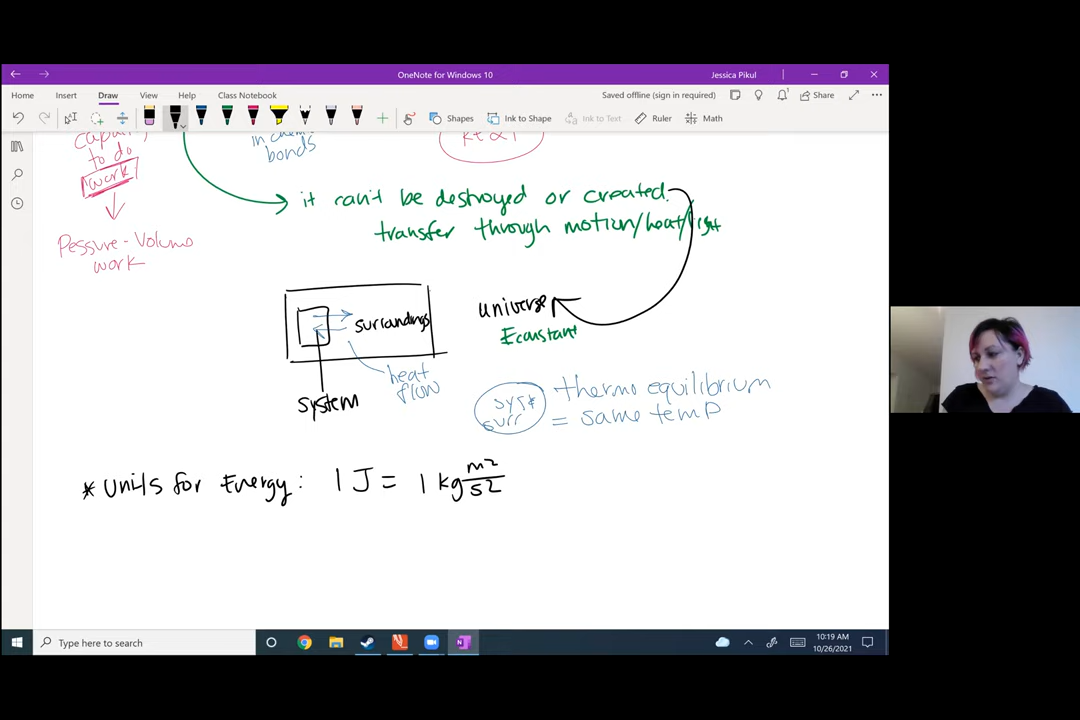 OneNote for Windows 10
Jessica Pikul
Home Insert Draw View Help Class Notebook
Saved offline (sign in required)
Share
Shapes
Ink to Shape
Ink to Text
Ruler
Math
to do
work
in chem
bonds
Pessure-Volume
work
it can't be destroyed or created.
transfer through motion/heat/light
surroundings
universe
E constant
heat
flow
system
syst
surr
thermo equilibrium
= same temp
* Units for Energy: 1 J = 1 kg m2/s2
Type here to search
10:19 AM
10/26/2021